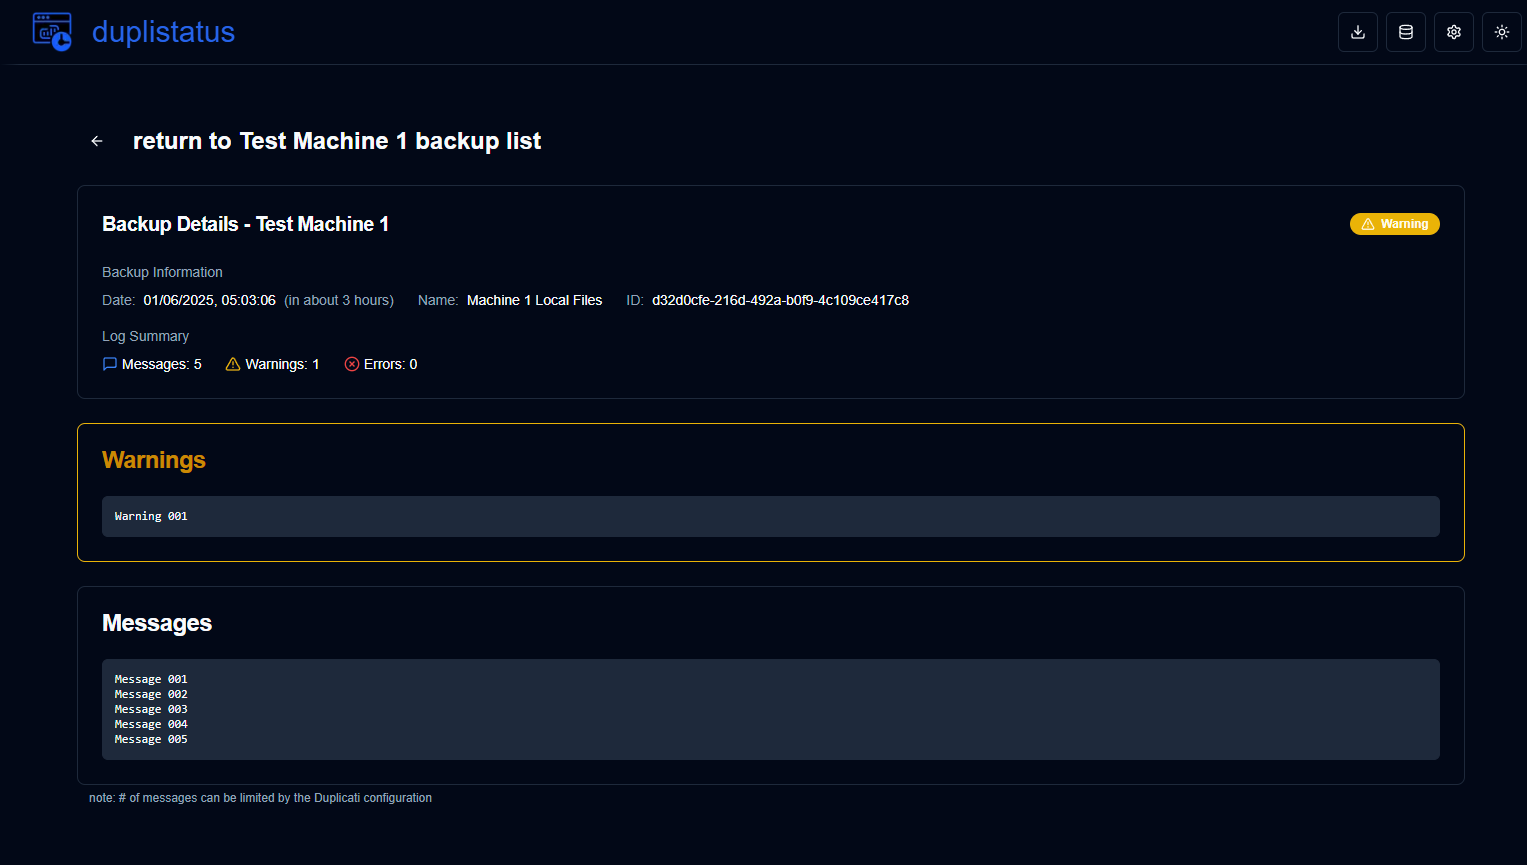 duplistatus
return to Test Machine 1 backup list
Backup Details - Test Machine 1
Warning
Backup Information
Date: 01/06/2025, 05:03:06 (in about 3 hours) Name: Machine 1 Local Files ID: d32d0cfe-216d-492a-b0f9-4c109ce417c8
Log Summary
Messages: 5 Warnings: 1 Errors: 0
Warnings
Warning 001
Messages
Message 001
Message 002
Message 003
Message 004
Message 005
note: # of messages can be limited by the Duplicati configuration